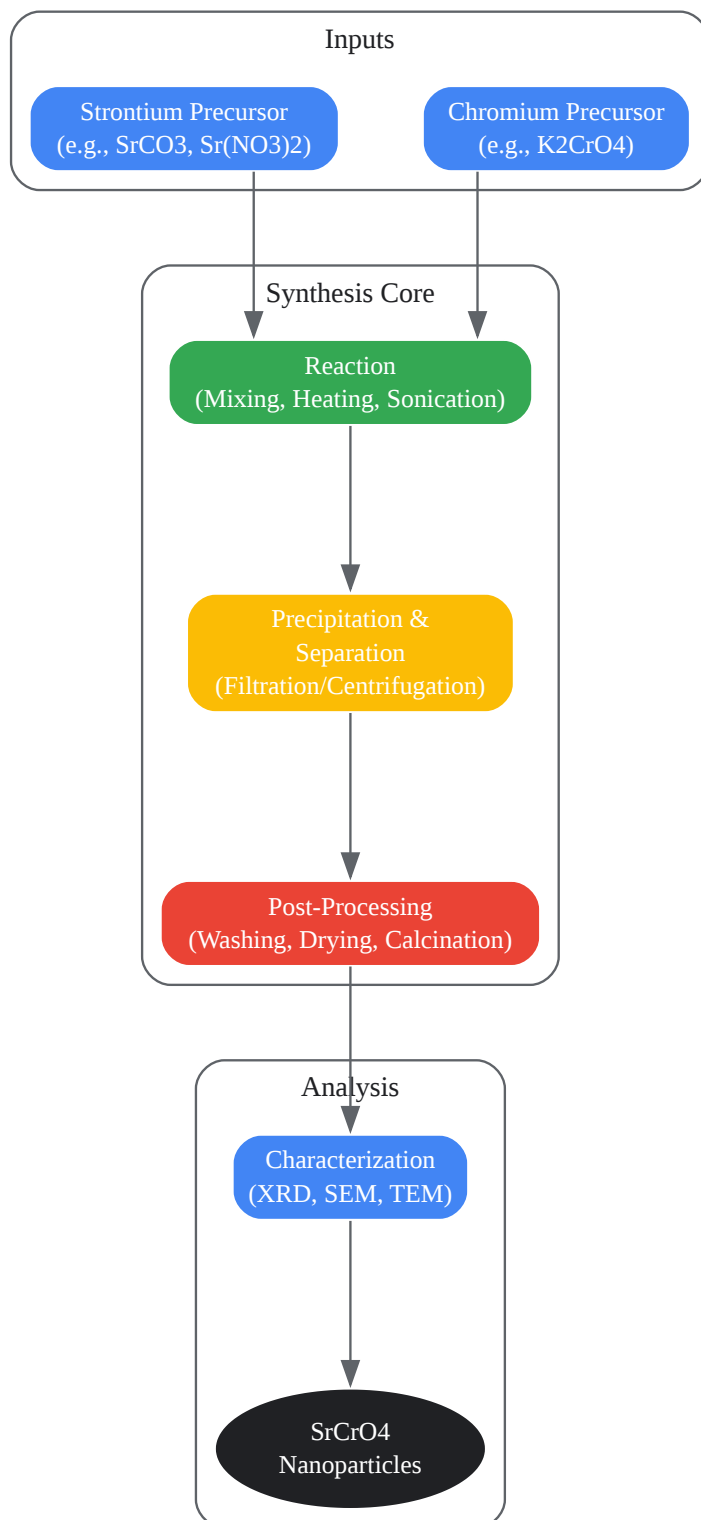 Inputs
Strontium Precursor
(e.g., SrCO3, Sr(NO3)2)
Chromium Precursor
(e.g., K2CrO4)
Synthesis Core
Reaction
(Mixing, Heating, Sonication)
Precipitation &
Separation
(Filtration/Centrifugation)
Post-Processing
(Washing, Drying, Calcination)
Analysis
Characterization
(XRD, SEM, TEM)
SrCrO4
Nanoparticles